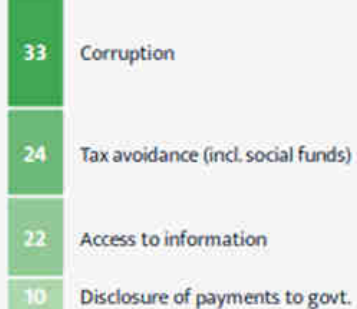 33 Corruption
24 Tax avoidance (incl. social funds)
22 Access to information
10 Disclosure of payments to govt.